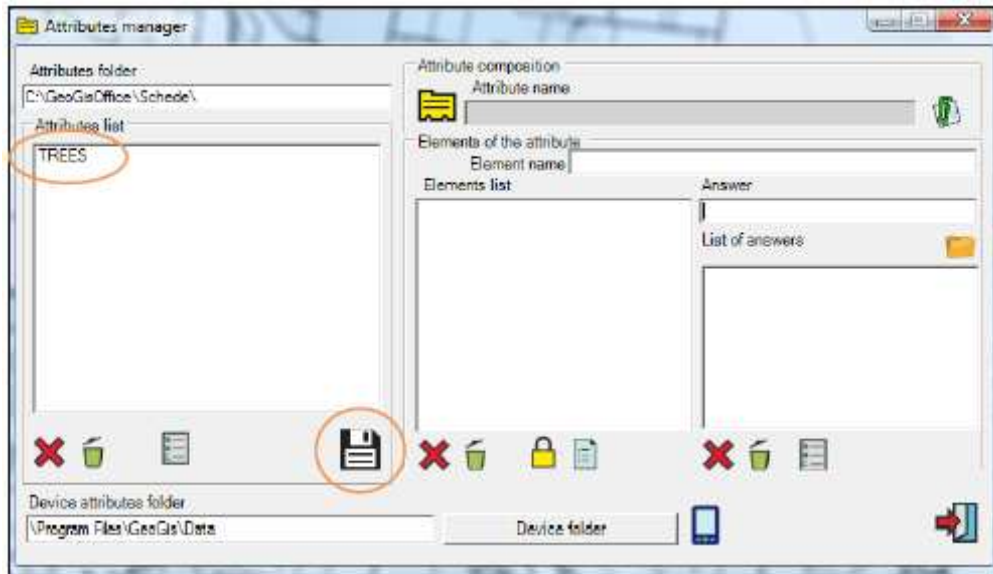 Attributes manager
Attributes folder
C:\GeoGisOffice\Schede\.
Attributes list
TREES
Device attributes folder
\Program Files\GeoGis\Data
Device folder
Attribute composition
Attribute name
Elements of the attribute
Element name
Elements list
Answer
List of answers